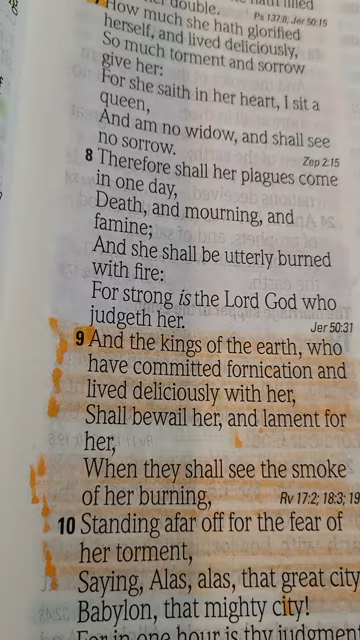 double.
hath filled
Ps 137:8; Jer 50:15
7 How much she hath glorified
herself, and lived deliciously,
So much torment and sorrow
give her:
For she saith in her heart, I sit a
queen,
And am no widow, and shall see
no sorrow.
Zep 2:15
8 Therefore shall her plagues come
in one day,
Death, and mourning, and
famine;
And she shall be utterly burned
with fire:
For strong is the Lord God who
judgeth her.
Jer 50:31
9 And the kings of the earth, who
have committed fornication and
lived deliciously with her,
Shall bewail her, and lament for
her,
When they shall see the smoke
of her burning,
Rv 17:2; 18:3; 19
10 Standing afar off for the fear of
her torment,
Saying, Alas, alas, that great city
Babylon, that mighty city!
For in one hour is thy judgment